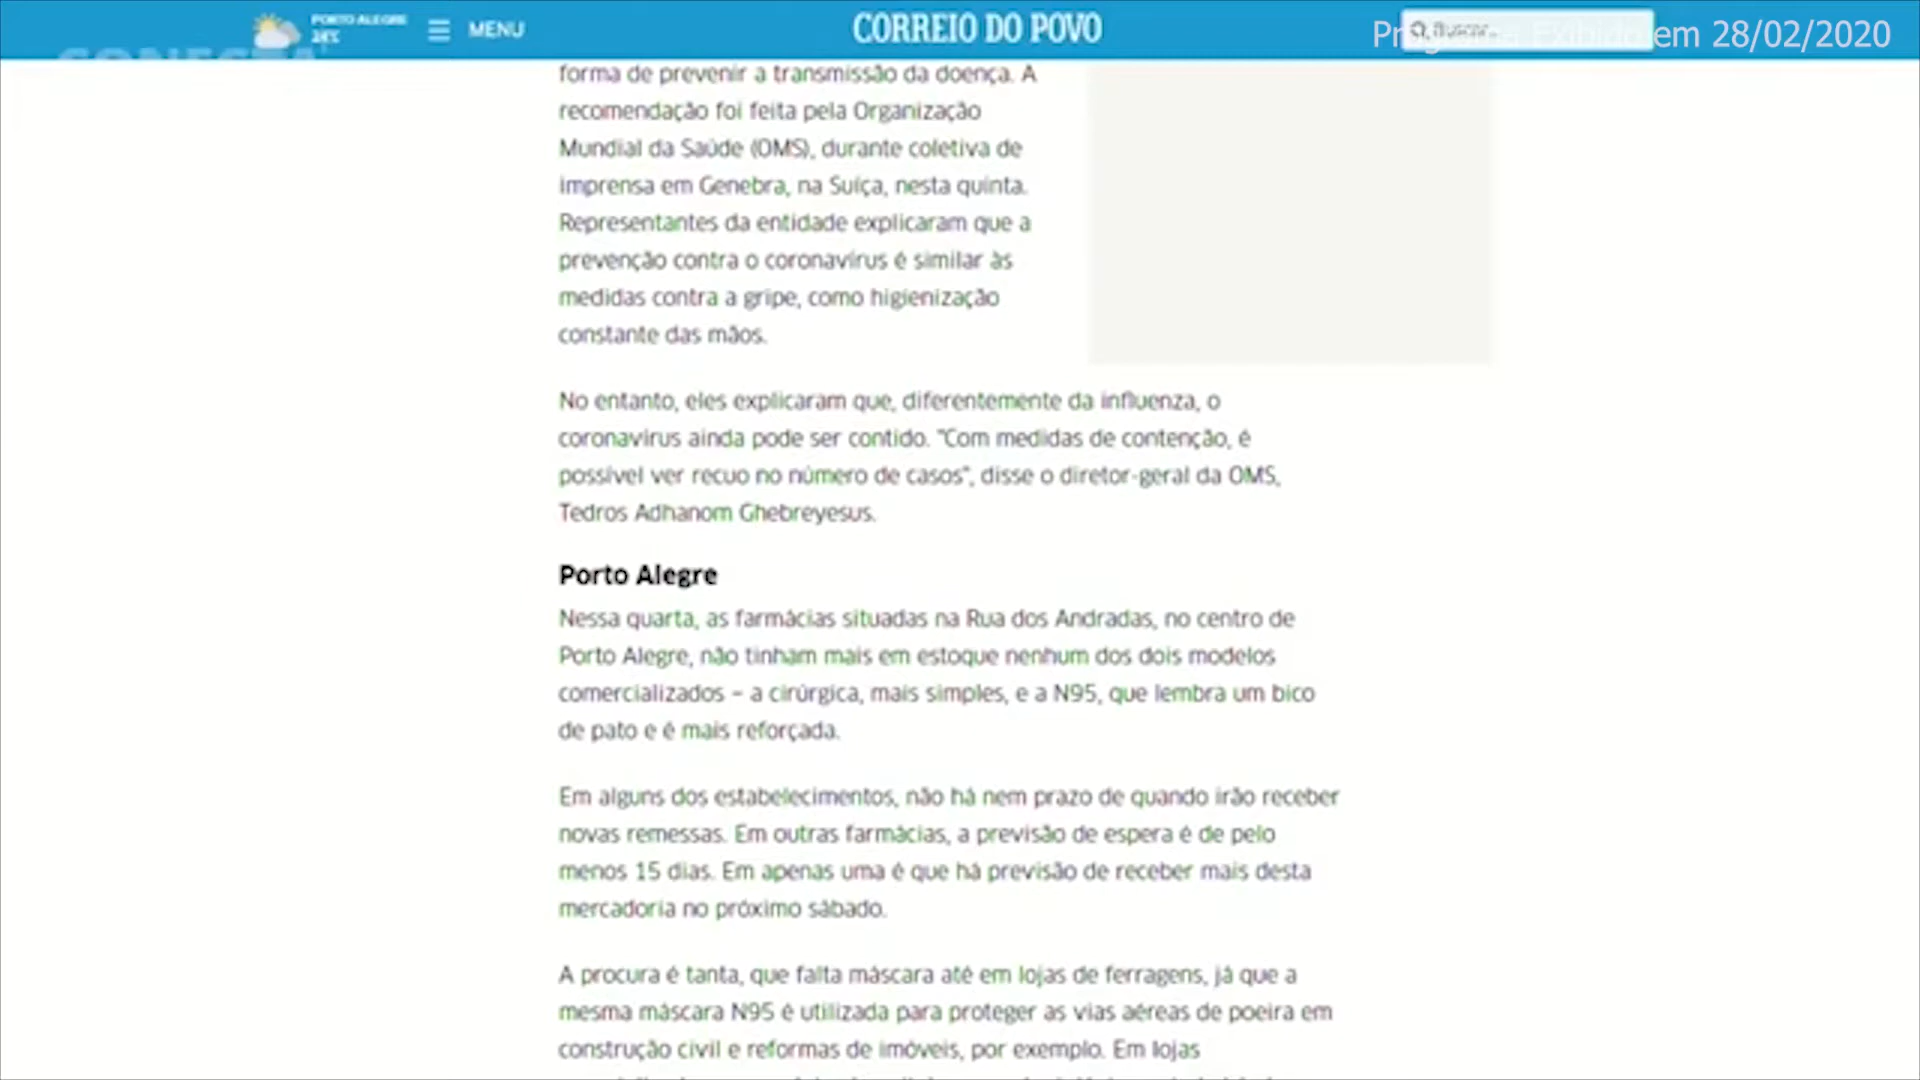 PORTO ALEGRE
MENU
CORREIO DO POVO
Programa Exibido em 28/02/2020
Buscar...
CONECTA
forma de prevenir a transmissão da doença. A
recomendação foi feita pela Organização
Mundial da Saúde (OMS), durante coletiva de
imprensa em Genebra, na Suíça, nesta quinta.
Representantes da entidade explicaram que a
prevenção contra o coronavírus é similar às
medidas contra a gripe, como higienização
constante das mãos.
No entanto, eles explicaram que, diferentemente da influenza, o
coronavírus ainda pode ser contido. "Com medidas de contenção, é
possível ver recuo no número de casos", disse o diretor-geral da OMS,
Tedros Adhanom Ghebreyesus.
Porto Alegre
Nessa quarta, as farmácias situadas na Rua dos Andradas, no centro de
Porto Alegre, não tinham mais em estoque nenhum dos dois modelos
comercializados – a cirúrgica, mais simples, e a N95, que lembra um bico
de pato e é mais reforçada.
Em alguns dos estabelecimentos, não há nem prazo de quando irão receber
novas remessas. Em outras farmácias, a previsão de espera é de pelo
menos 15 dias. Em apenas uma é que há previsão de receber mais desta
mercadoria no próximo sábado.
A procura é tanta, que falta máscara até em lojas de ferragens, já que a
mesma máscara N95 é utilizada para proteger as vias aéreas de poeira em
construção civil e reformas de imóveis, por exemplo. Em lojas